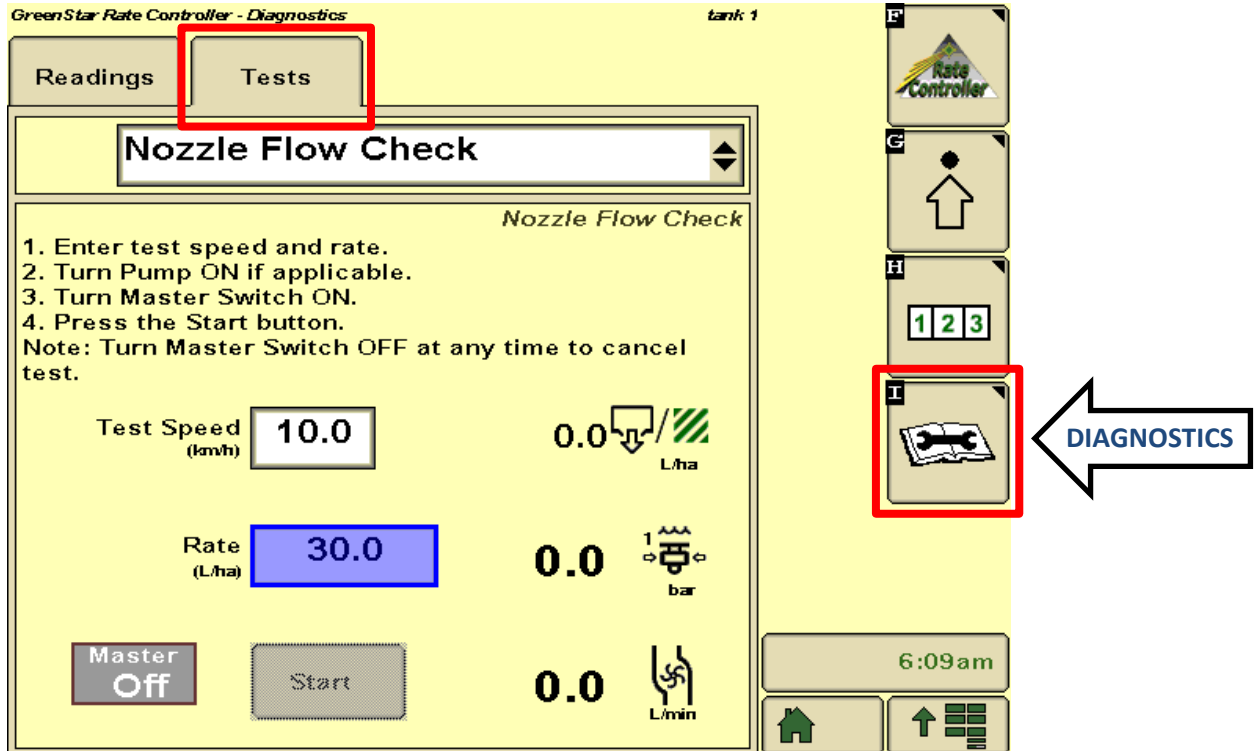 GreenStar Rate Controller - Diagnostics
tank 1
Readings
Tests
Nozzle Flow Check
Nozzle Flow Check
1. Enter test speed and rate.
2. Turn Pump ON if applicable.
3. Turn Master Switch ON.
4. Press the Start button.
Note: Turn Master Switch OFF at any time to cancel
test.
Test Speed
(km/h)
10.0
0.0
L/ha
Rate
(L/ha)
30.0
0.0
1
bar
Master
Off
Start
0.0
L/min
F
Rate
Controller
G
H
1 2 3
I
DIAGNOSTICS
6:09am